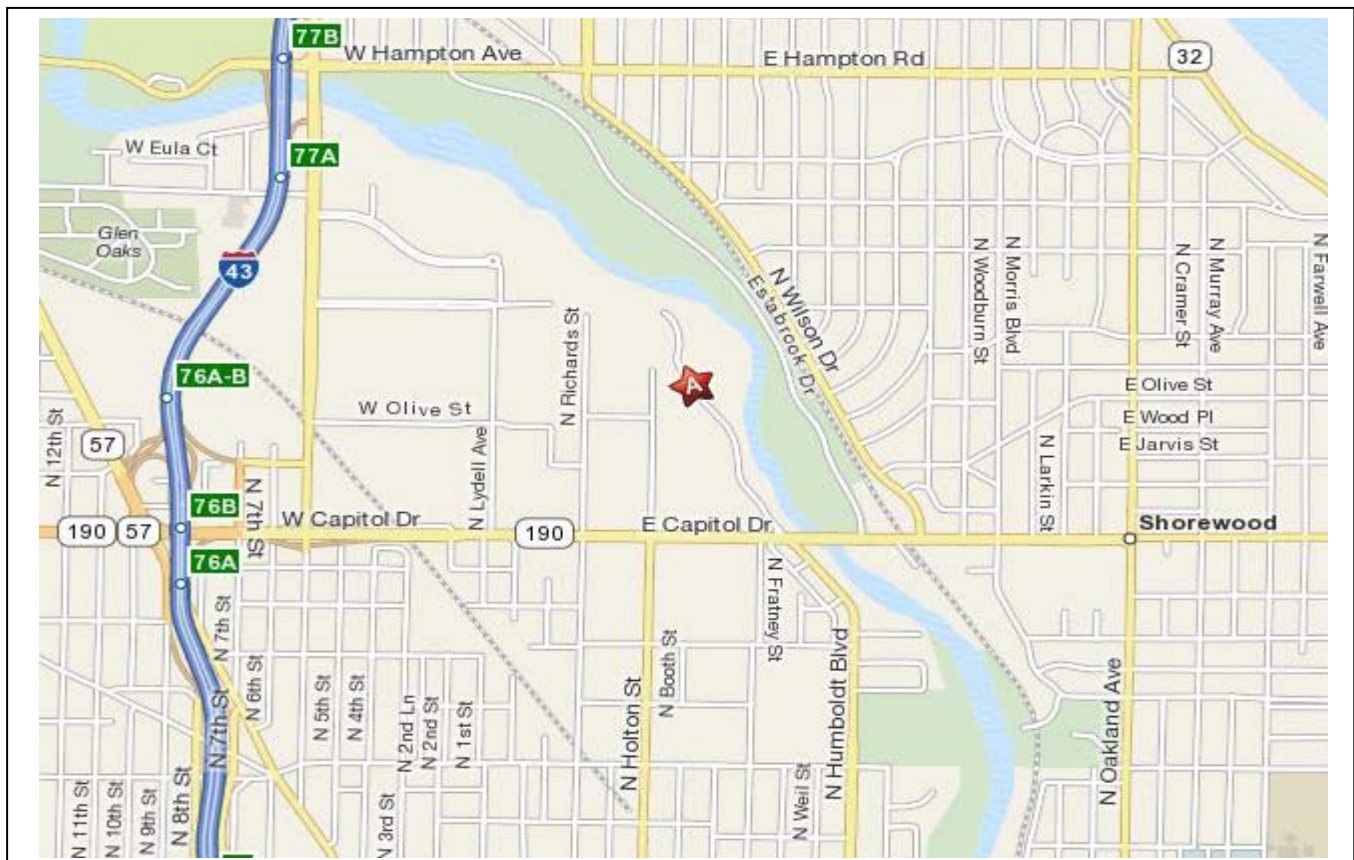 77B
W Hampton Ave
E Hampton Rd
32
W Eula Ct
77A
Glen
Oaks
43
N Wilson Dr
Estabrook Dr
N Woodburn St
N Morris Blvd
N Cramer St
N Murray Ave
N Farwell Ave
N Richards St
76A-B
A
W Olive St
E Olive St
E Wood Pl
E Jarvis St
N 12th St
57
N Lydell Ave
N Larkin St
76B
N 7th St
W Capitol Dr
190
E Capitol Dr
Shorewood
190
57
76A
N Fratney St
N 7th St
N 6th St
N 5th St
N 4th St
N 2nd Ln
N 2nd St
N 1st St
N Holton St
N Booth St
N Humboldt Blvd
N Oakland Ave
N 7th St
N 11th St
N 10th St
N 9th St
N 8th St
N 3rd St
N Weil St